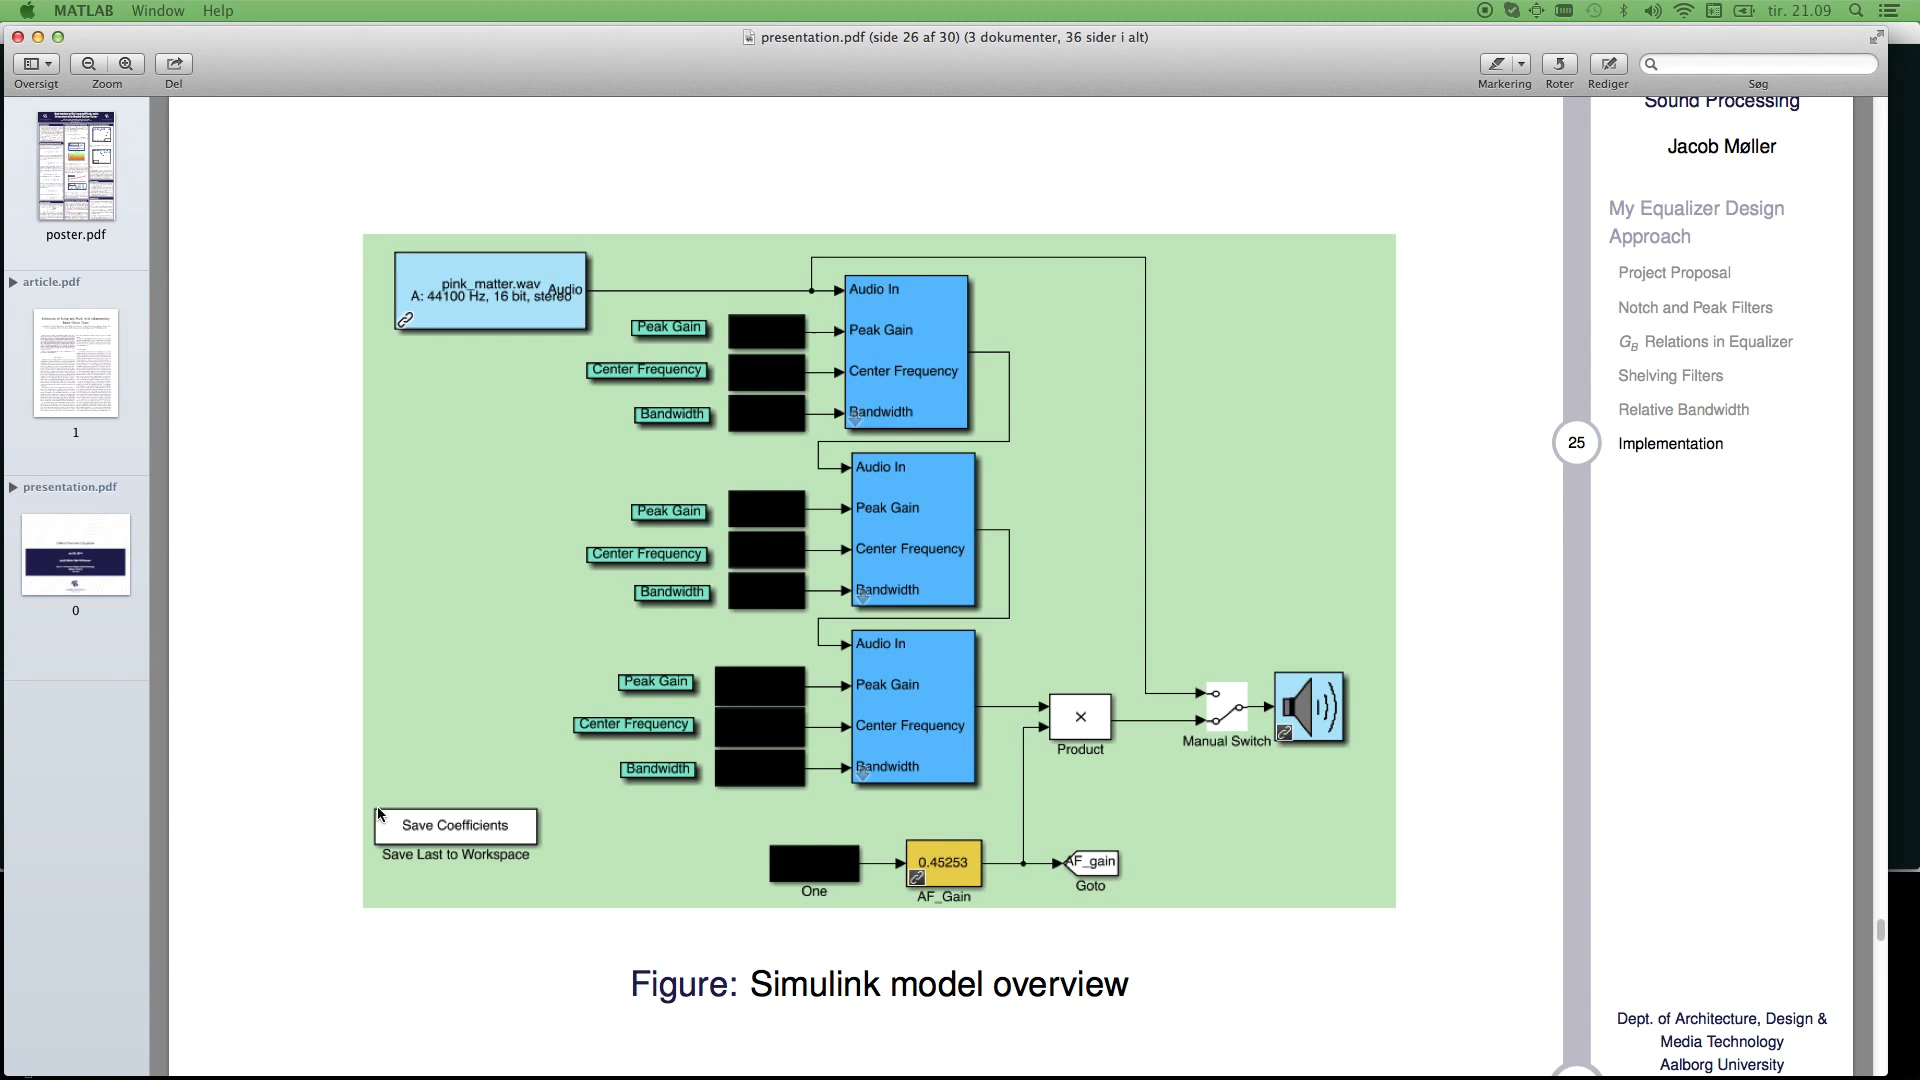 MATLAB Window Help
tir. 21.09
presentation.pdf (side 26 af 30) (3 dokumenter, 36 sider i alt)
Oversigt Zoom Del Markering Roter Rediger Søg
poster.pdf
article.pdf
1
presentation.pdf
0
pink_matter.wav
A: 44100 Hz, 16 bit, stereo
Audio
Audio In
Peak Gain
Peak Gain
Center Frequency
Center Frequency
Bandwidth
Bandwidth
Audio In
Peak Gain
Peak Gain
Center Frequency
Center Frequency
Bandwidth
Bandwidth
Audio In
Peak Gain
Peak Gain
Center Frequency
Center Frequency
Bandwidth
Bandwidth
×
Product
Manual Switch
Save Coefficients
Save Last to Workspace
One
0.45253
AF_Gain
AF_gain
Goto
Figure: Simulink model overview
Sound Processing
Jacob Møller
My Equalizer Design
Approach
Project Proposal
Notch and Peak Filters
G_B Relations in Equalizer
Shelving Filters
Relative Bandwidth
25
Implementation
Dept. of Architecture, Design &
Media Technology
Aalborg University